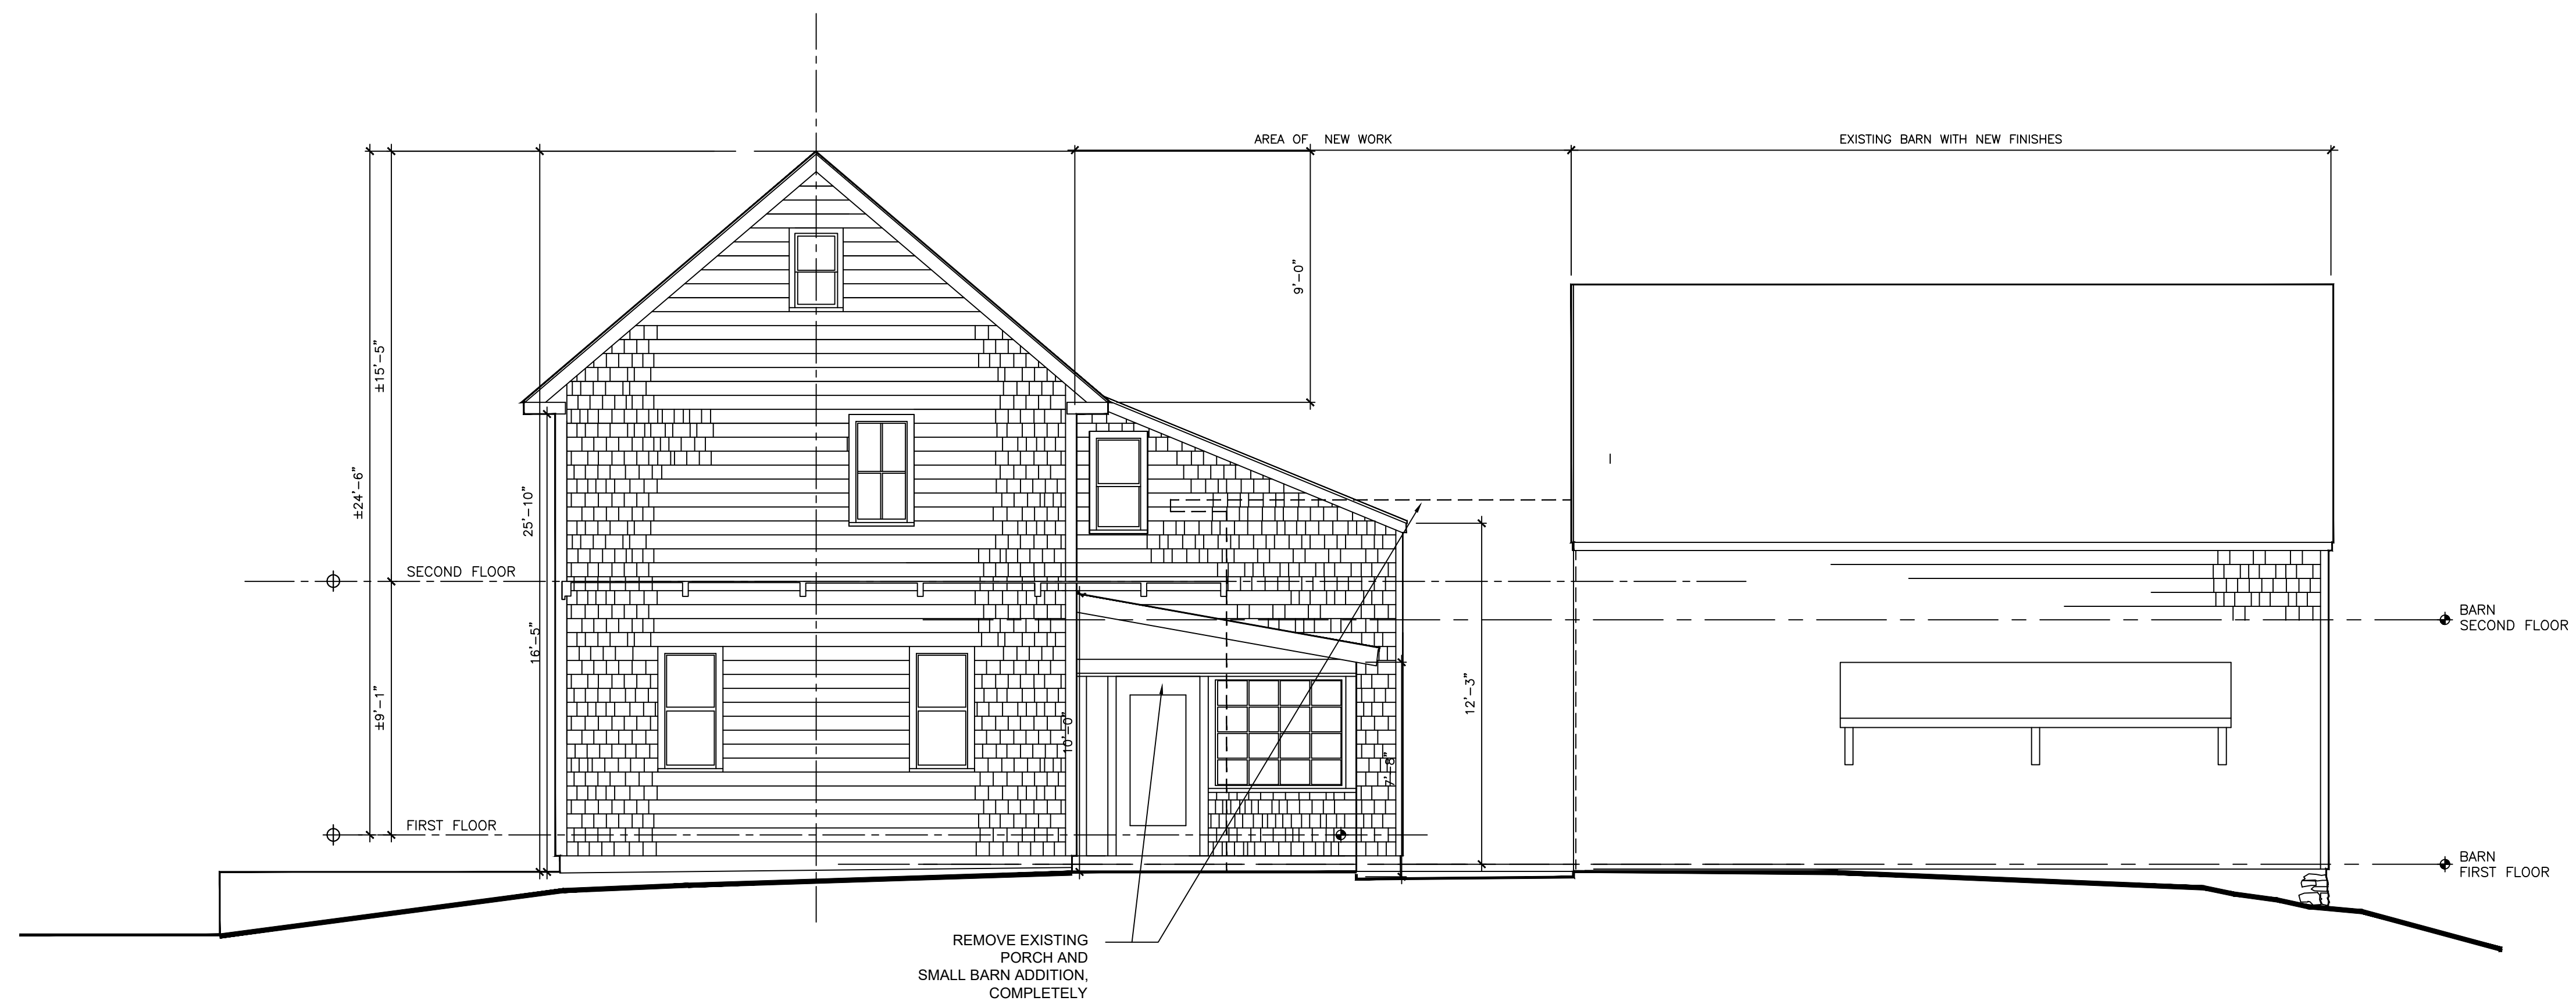 AREA OF NEW WORK
EXISTING BARN WITH NEW FINISHES
9'-0"
±15'-5"
±24'-6"
25'-10"
SECOND FLOOR
BARN
SECOND FLOOR
16'-5"
12'-3"
±9'-1"
10'-0"
7'-8"
FIRST FLOOR
BARN
FIRST FLOOR
REMOVE EXISTING
PORCH AND
SMALL BARN ADDITION,
COMPLETELY